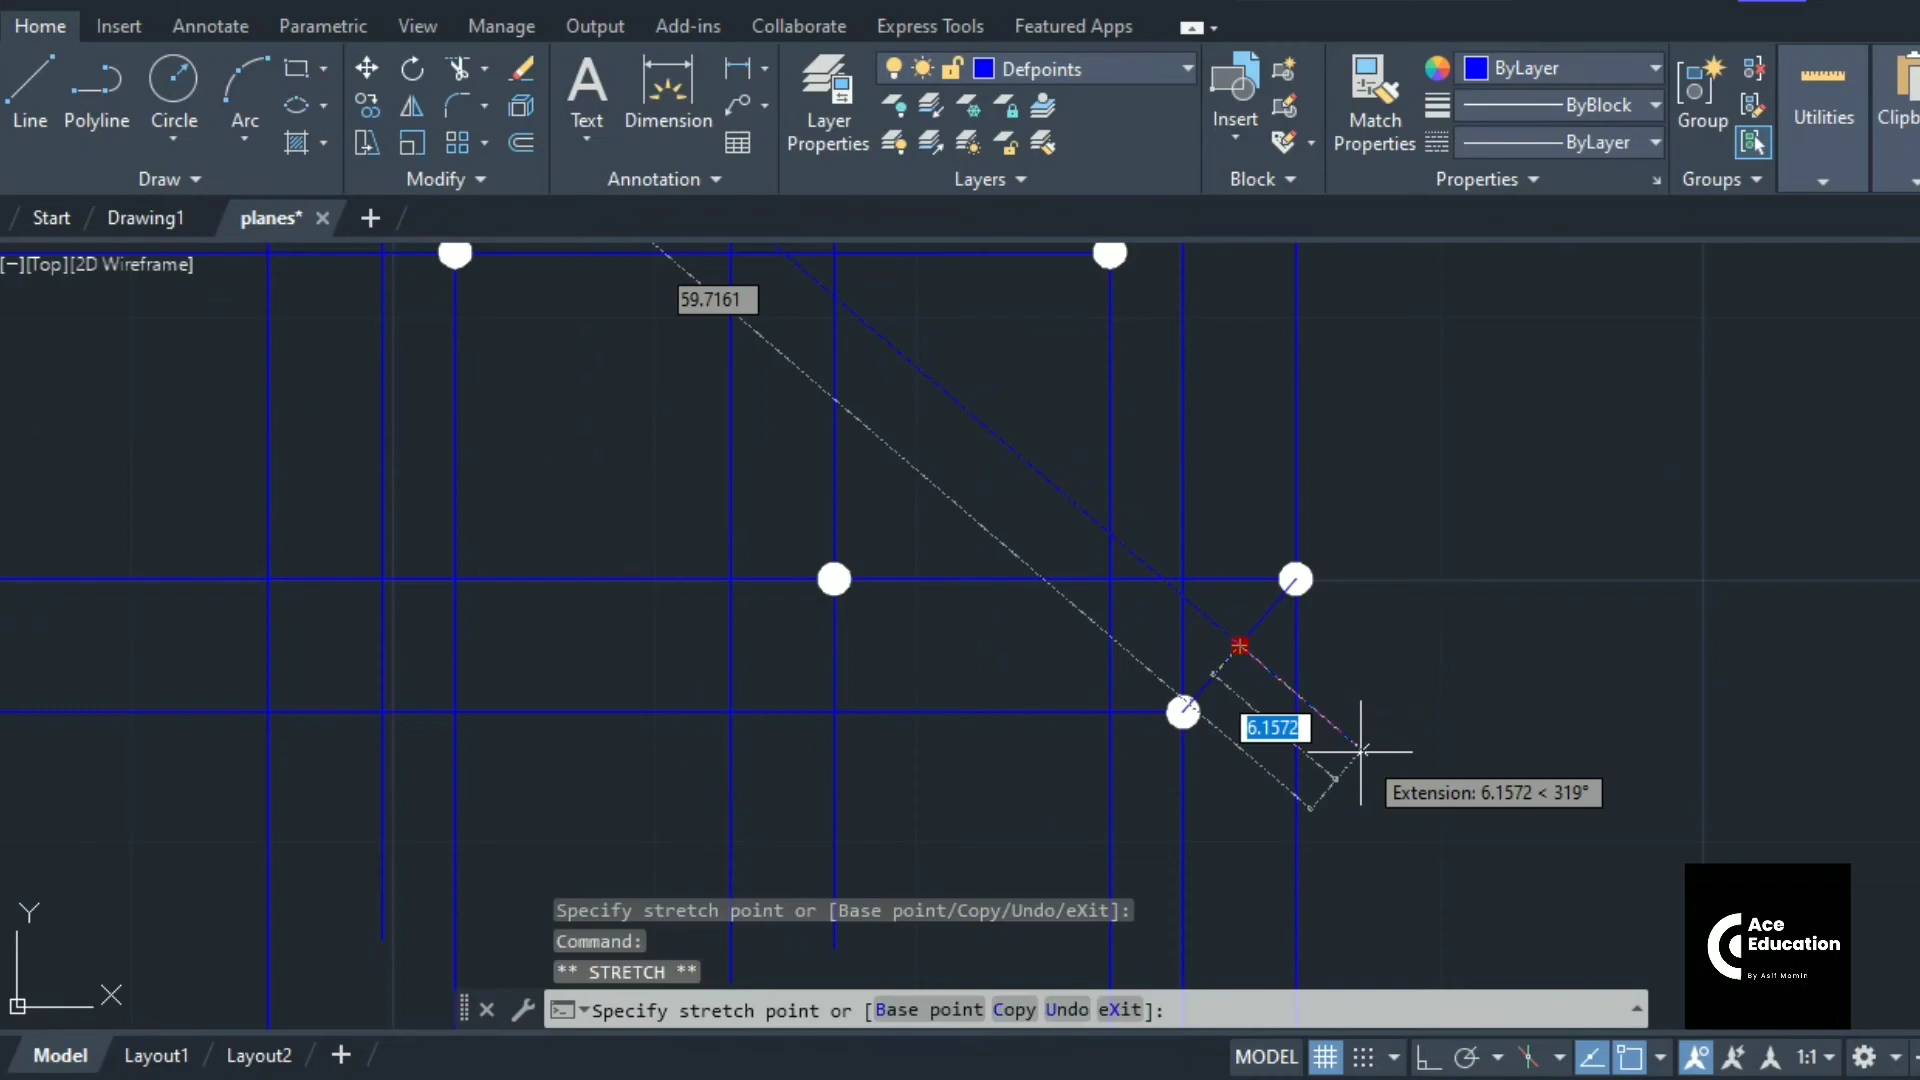 Home Insert Annotate Parametric View Manage Output Add-ins Collaborate Express Tools Featured Apps
Defpoints
ByLayer
ByBlock
ByLayer
Line Polyline Circle Arc
Text Dimension
Layer
Properties
Insert
Match
Properties
Group
Utilities
Clipb
Draw Modify Annotation Layers Block Properties Groups
Start Drawing1 planes*
[−][Top][2D Wireframe]
59.7161
6.1572
Extension: 6.1572 < 319°
Y
X
Specify stretch point or [Base point/Copy/Undo/eXit]:
Command:
** STRETCH **
Specify stretch point or [Base point Copy Undo eXit]:
Ace
Education
By Asif Momin
Model Layout1 Layout2
MODEL 1:1